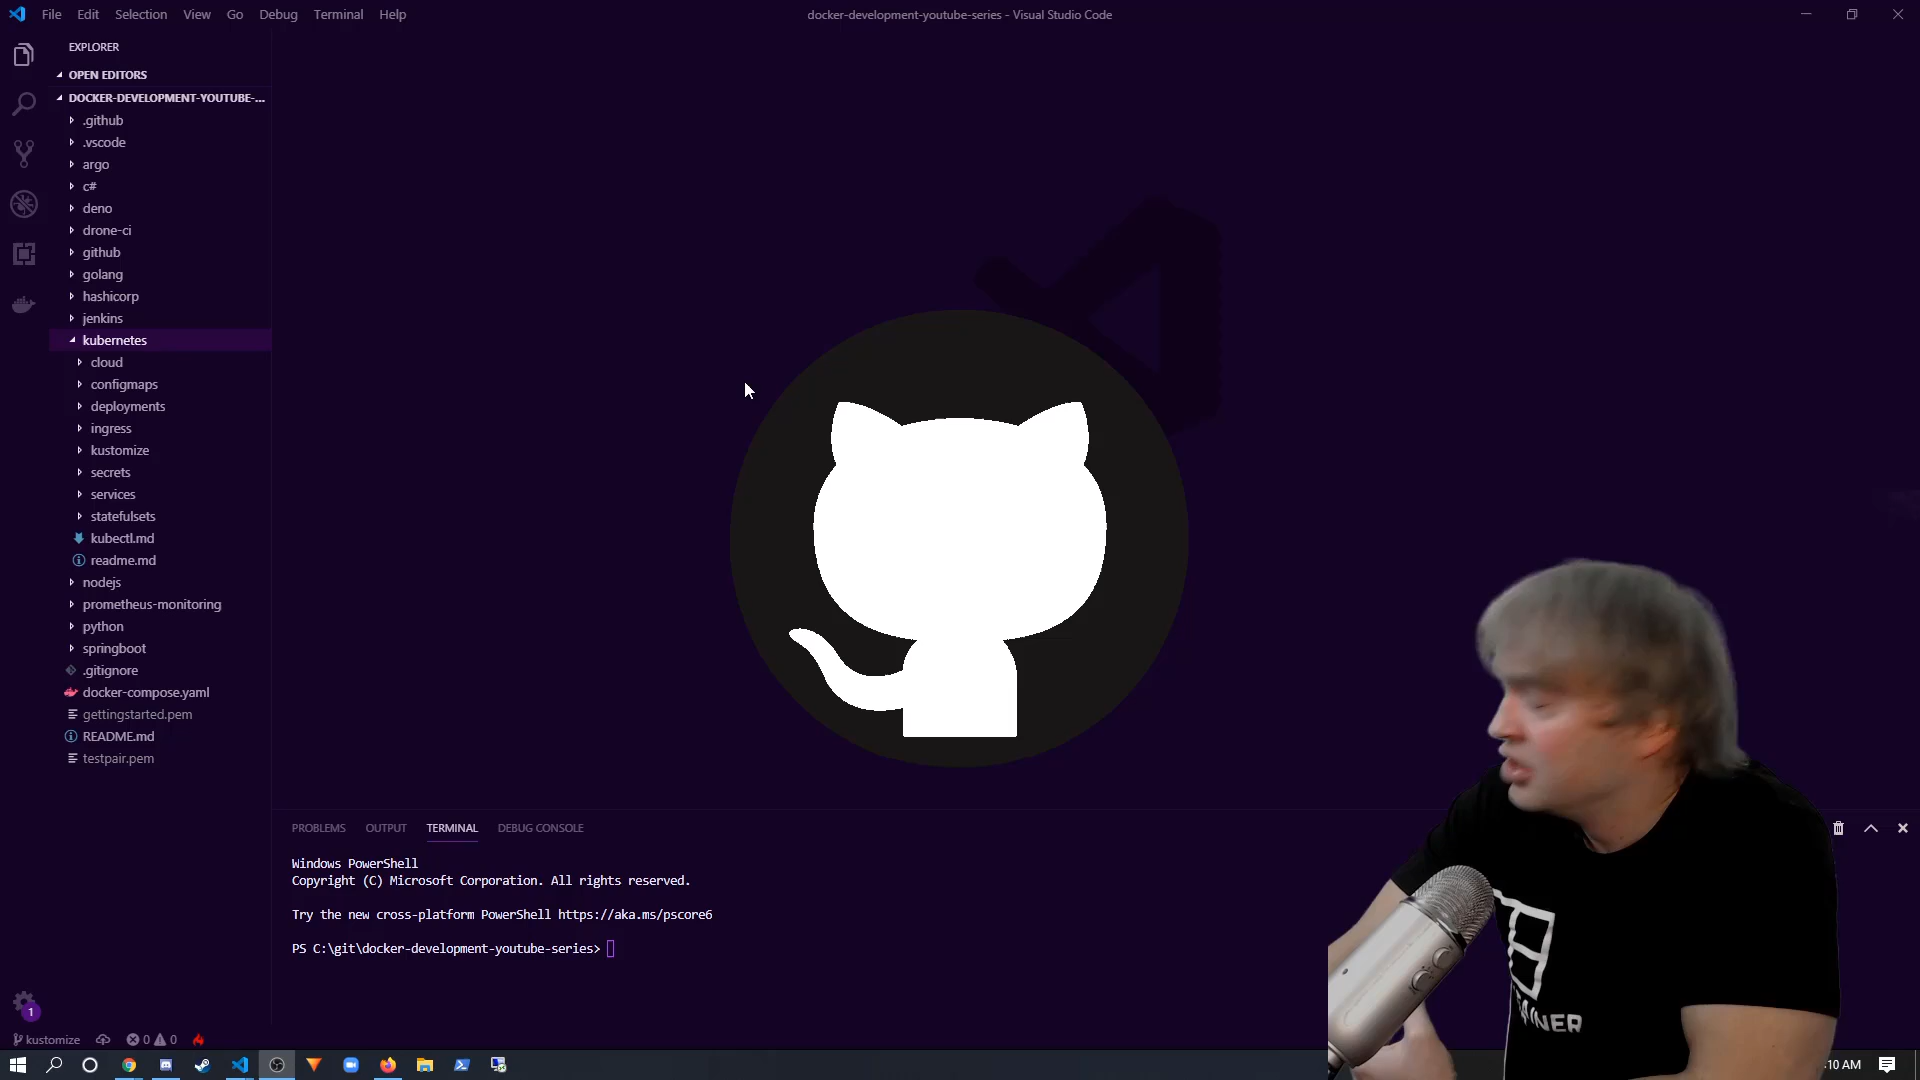 File Edit Selection View Go Debug Terminal Help
docker-development-youtube-series - Visual Studio Code
EXPLORER
OPEN EDITORS
DOCKER-DEVELOPMENT-YOUTUBE-...
.github
.vscode
argo
c#
deno
drone-ci
github
golang
hashicorp
jenkins
kubernetes
cloud
configmaps
deployments
ingress
kustomize
secrets
services
statefulsets
kubectl.md
readme.md
nodejs
prometheus-monitoring
python
springboot
.gitignore
docker-compose.yaml
gettingstarted.pem
README.md
testpair.pem
PROBLEMS OUTPUT TERMINAL DEBUG CONSOLE
Windows PowerShell
Copyright (C) Microsoft Corporation. All rights reserved.
Try the new cross-platform PowerShell https://aka.ms/pscore6
PS C:\git\docker-development-youtube-series>
1
kustomize 0 0
:10 AM